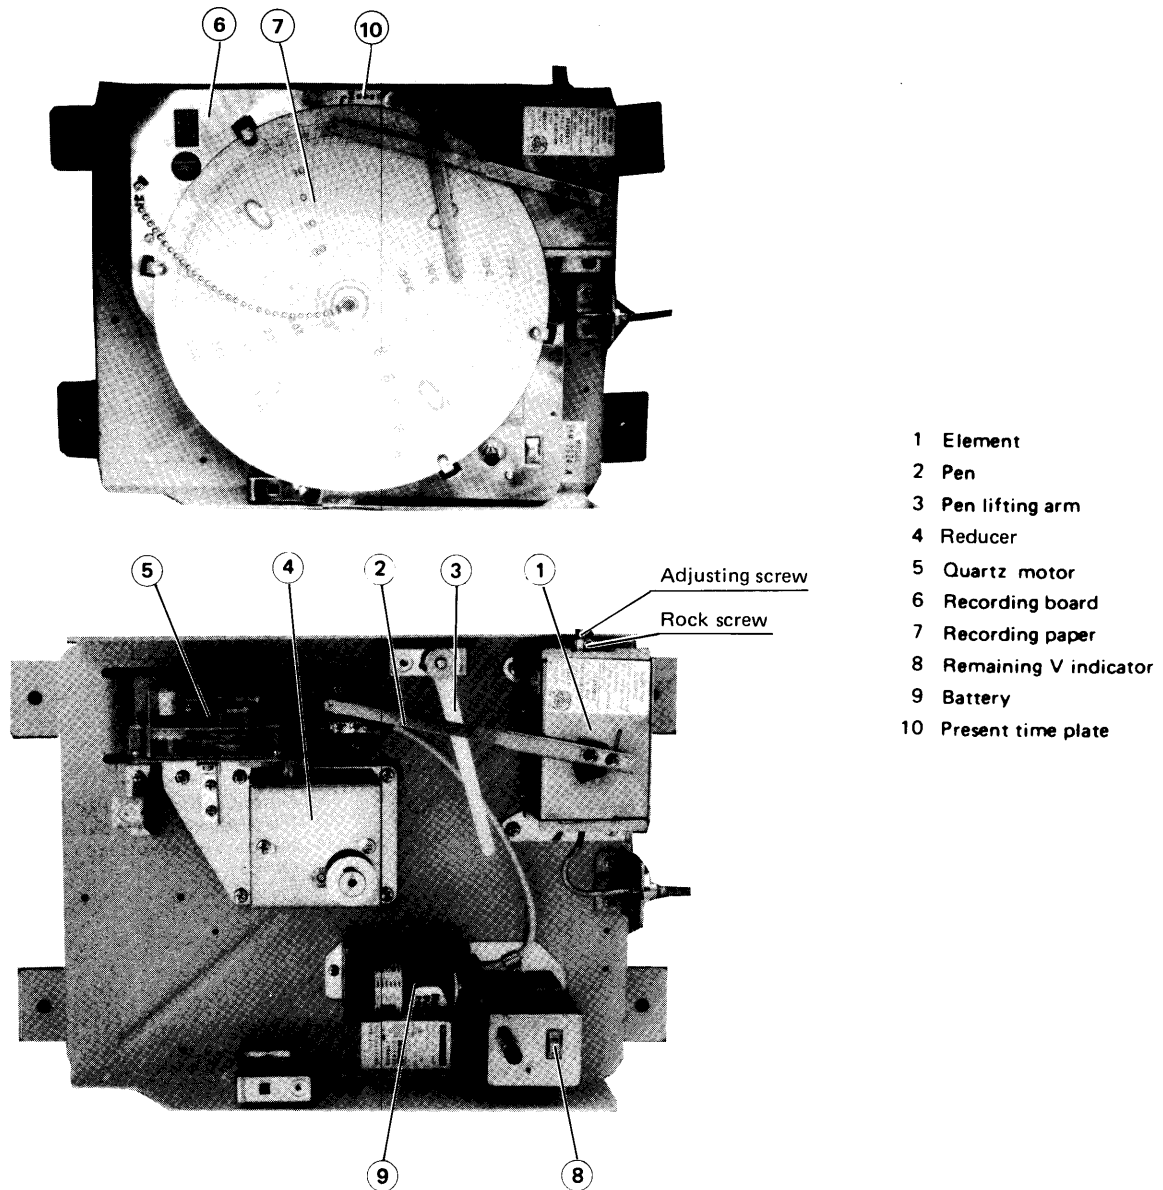 6 7 10
1 Element
2 Pen
3 Pen lifting arm
4 Reducer
5 Quartz motor
6 Recording board
7 Recording paper
8 Remaining V indicator
9 Battery
10 Present time plate
5 4 2 3 1
Adjusting screw
Rock screw
9 8